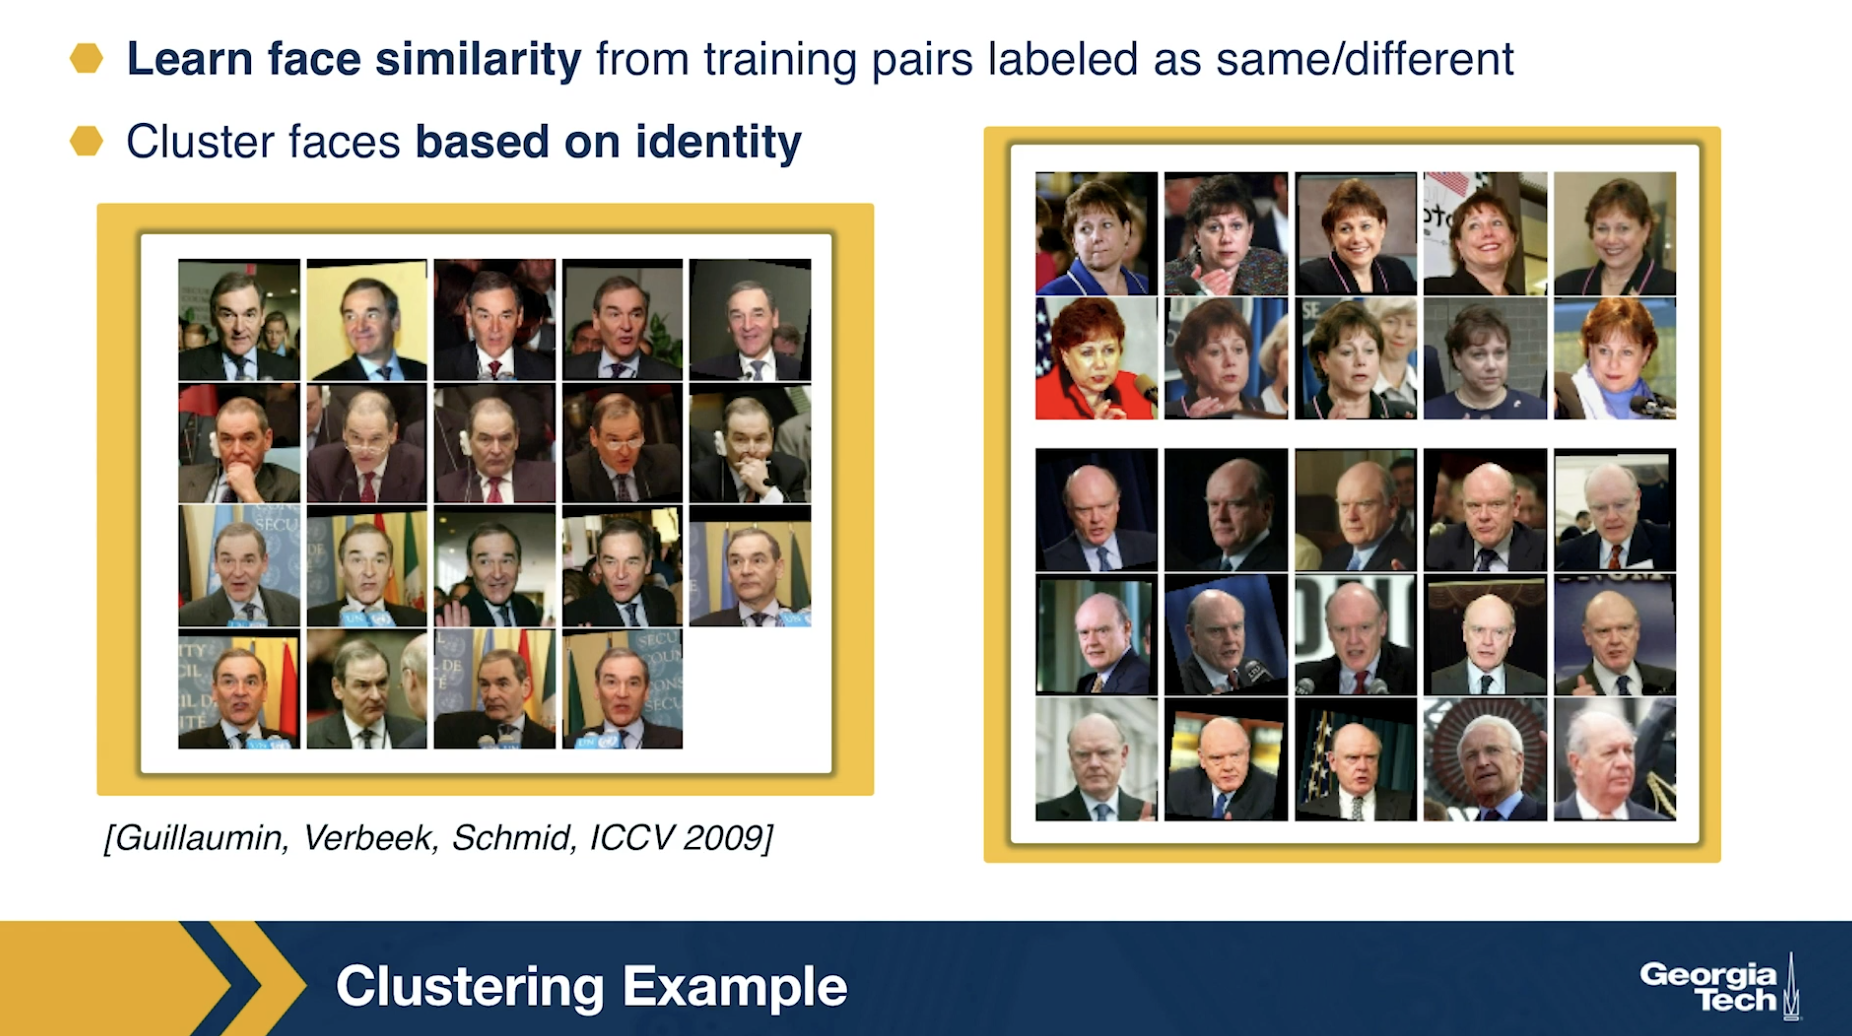 Learn face similarity from training pairs labeled as same/different
Cluster faces based on identity
[Guillaumin, Verbeek, Schmid, ICCV 2009]
Clustering Example
Georgia
Tech